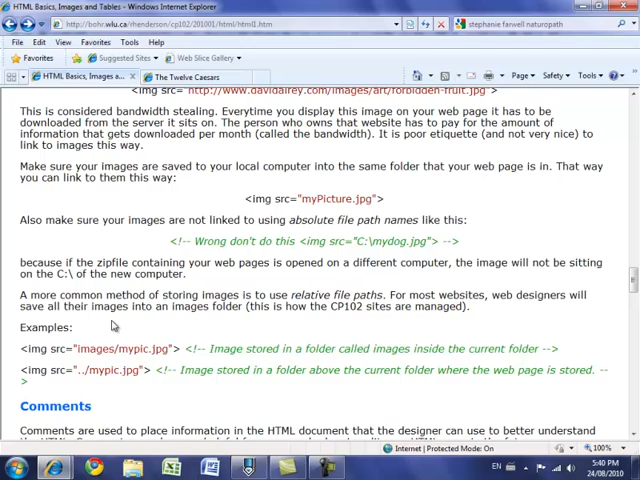 HTML Basics, Images and Tables - Windows Internet Explorer
http://bohr.wlu.ca/rhenderson/cp102/201001/html/html1.htm
stephanie farwell naturopath
File Edit View Favorites Tools Help
Favorites Suggested Sites Web Slice Gallery
HTML Basics, Images a... The Twelve Caesars Page Safety Tools
<img src="http://www.davidairey.com/images/art/forbidden-fruit.jpg">
This is considered bandwidth stealing. Everytime you display this image on your web page it has to be
downloaded from the server it sits on. The person who owns that website has to pay for the amount of
information that gets downloaded per month (called the bandwidth). It is poor etiquette (and not very nice) to
link to images this way.
Make sure your images are saved to your local computer into the same folder that your web page is in. That way
you can link to them this way:
<img src="myPicture.jpg">
Also make sure your images are not linked to using absolute file path names like this:
<!-- Wrong don't do this <img src="C:\mydog.jpg"> -->
because if the zipfile containing your web pages is opened on a different computer, the image will not be sitting
on the C:\ of the new computer.
A more common method of storing images is to use relative file paths. For most websites, web designers will
save all their images into an images folder (this is how the CP102 sites are managed).
Examples:
<img src="images/mypic.jpg"> <!-- Image stored in a folder called images inside the current folder -->
<img src="../mypic.jpg"> <!-- Image stored in a folder above the current folder where the web page is stored. --
>
Comments
Comments are used to place information in the HTML document that the designer can use to better understand
Internet | Protected Mode: On 100%
EN 5:40 PM
24/08/2010